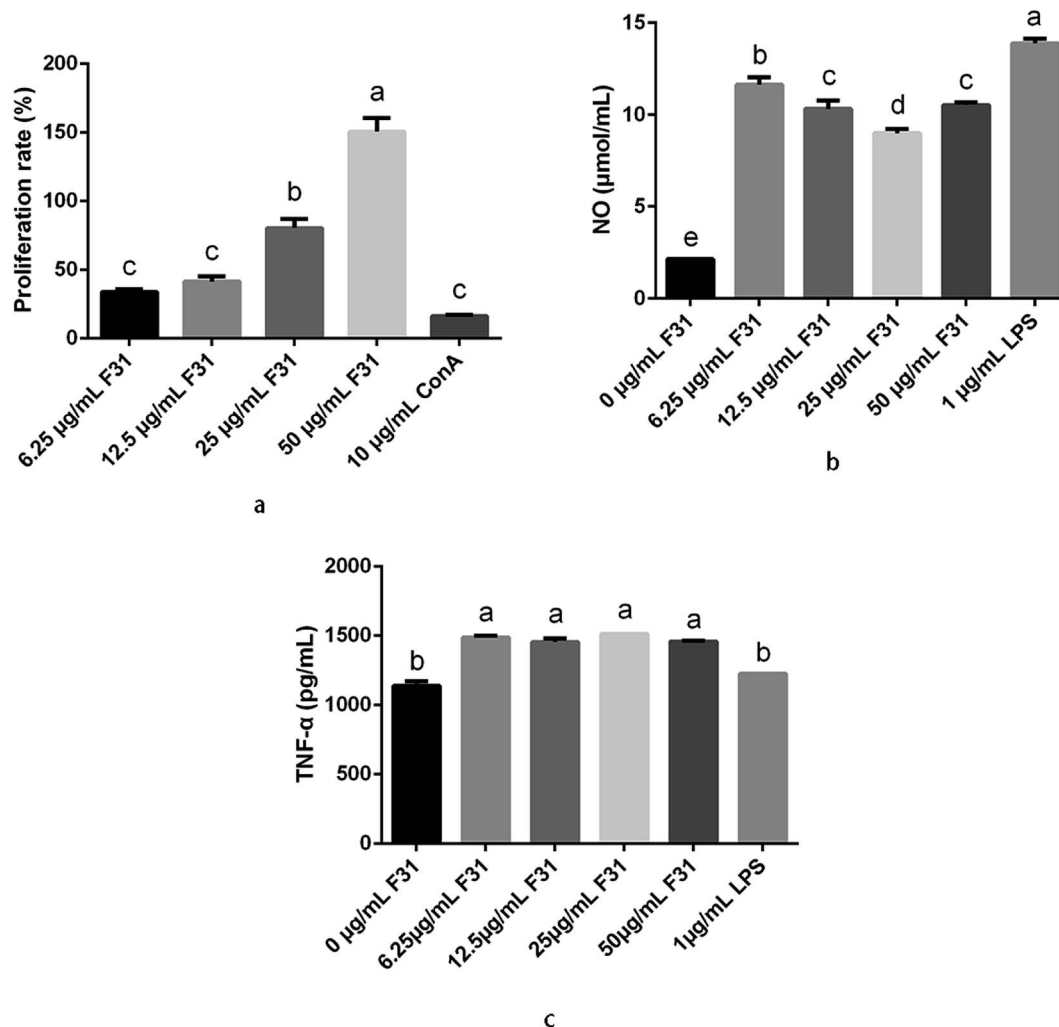 Proliferation rate (%)
200
150
100
50
0
c
c
b
a
c
6.25 µg/mL F31
12.5 µg/mL F31
25 µg/mL F31
50 µg/mL F31
10 µg/mL ConA
a
NO (µmol/mL)
15
10
5
0
e
b
c
d
c
a
0 µg/mL F31
6.25 µg/mL F31
12.5 µg/mL F31
25 µg/mL F31
50 µg/mL F31
1 µg/mL LPS
b
TNF-α (pg/mL)
2000
1500
1000
500
0
b
a
a
a
a
b
0 µg/mL F31
6.25µg/mL F31
12.5µg/mL F31
25µg/mL F31
50µg/mL F31
1µg/mL LPS
c